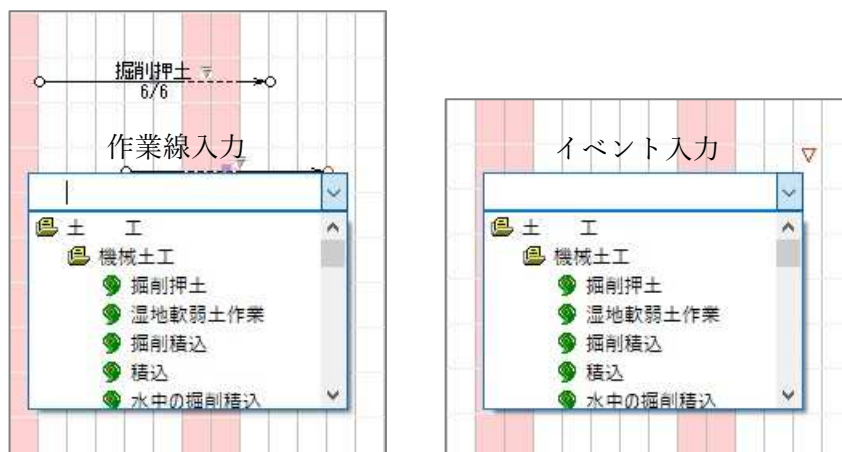 掘削押土
6/6
作業線入力
土　　工
機械土工
掘削押土
湿地軟弱土作業
掘削積込
積込
水中の掘削積込
イベント入力
土　　工
機械土工
掘削押土
湿地軟弱土作業
掘削積込
積込
水中の掘削積込